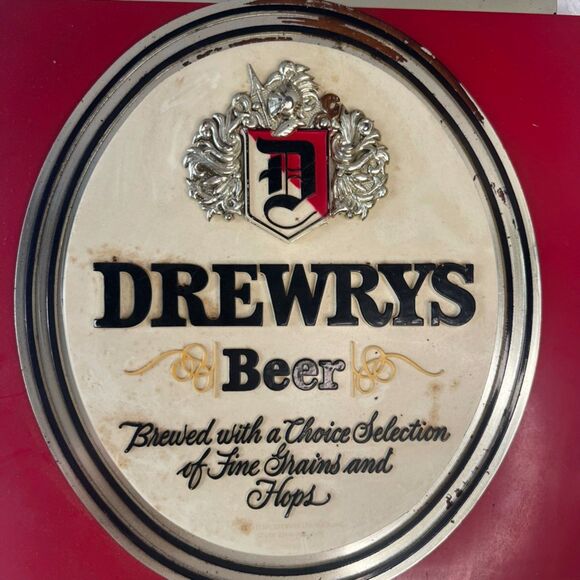 D
DREWRYS
Beer
Brewed with a Choice Selection
of Fine Grains and
Hops